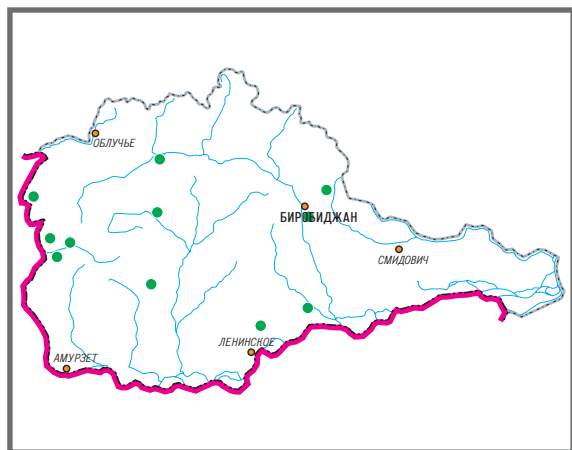 ОБЛУЧЬЕ
БИРОБИДЖАН
СМИДОВИЧ
ЛЕНИНСКОЕ
АМУРЗЕТ